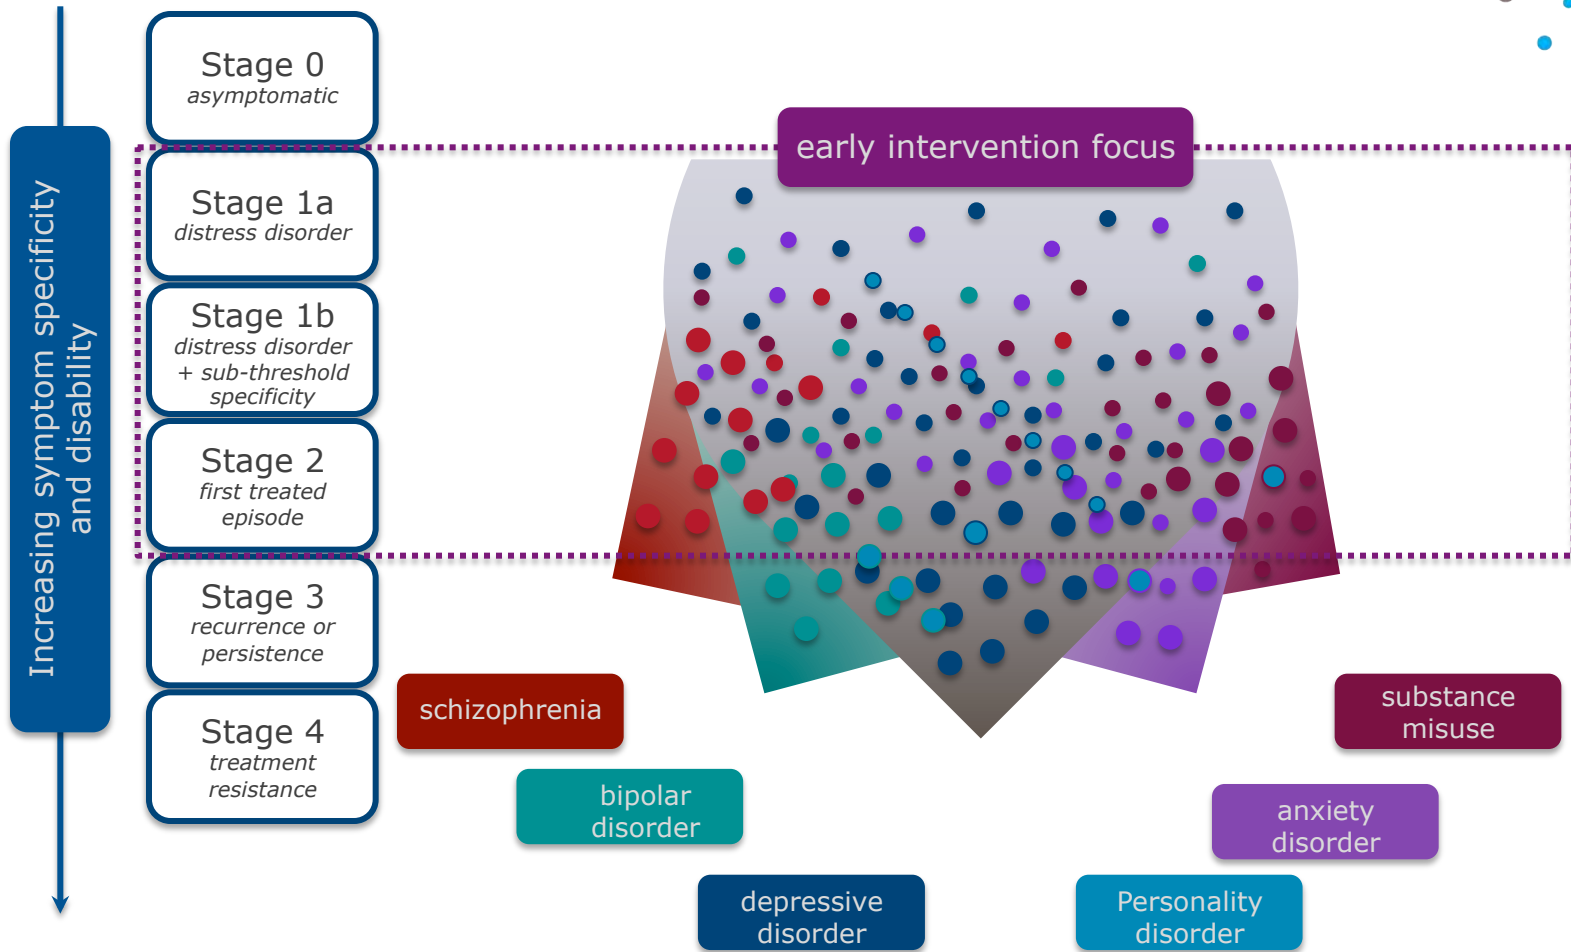 Increasing symptom specificity
and disability
Stage 0
asymptomatic
Stage 1a
distress disorder
Stage 1b
distress disorder
+ sub-threshold
specificity
Stage 2
first treated
episode
Stage 3
recurrence or
persistence
Stage 4
treatment
resistance
early intervention focus
schizophrenia
bipolar
disorder
depressive
disorder
Personality
disorder
anxiety
disorder
substance
misuse